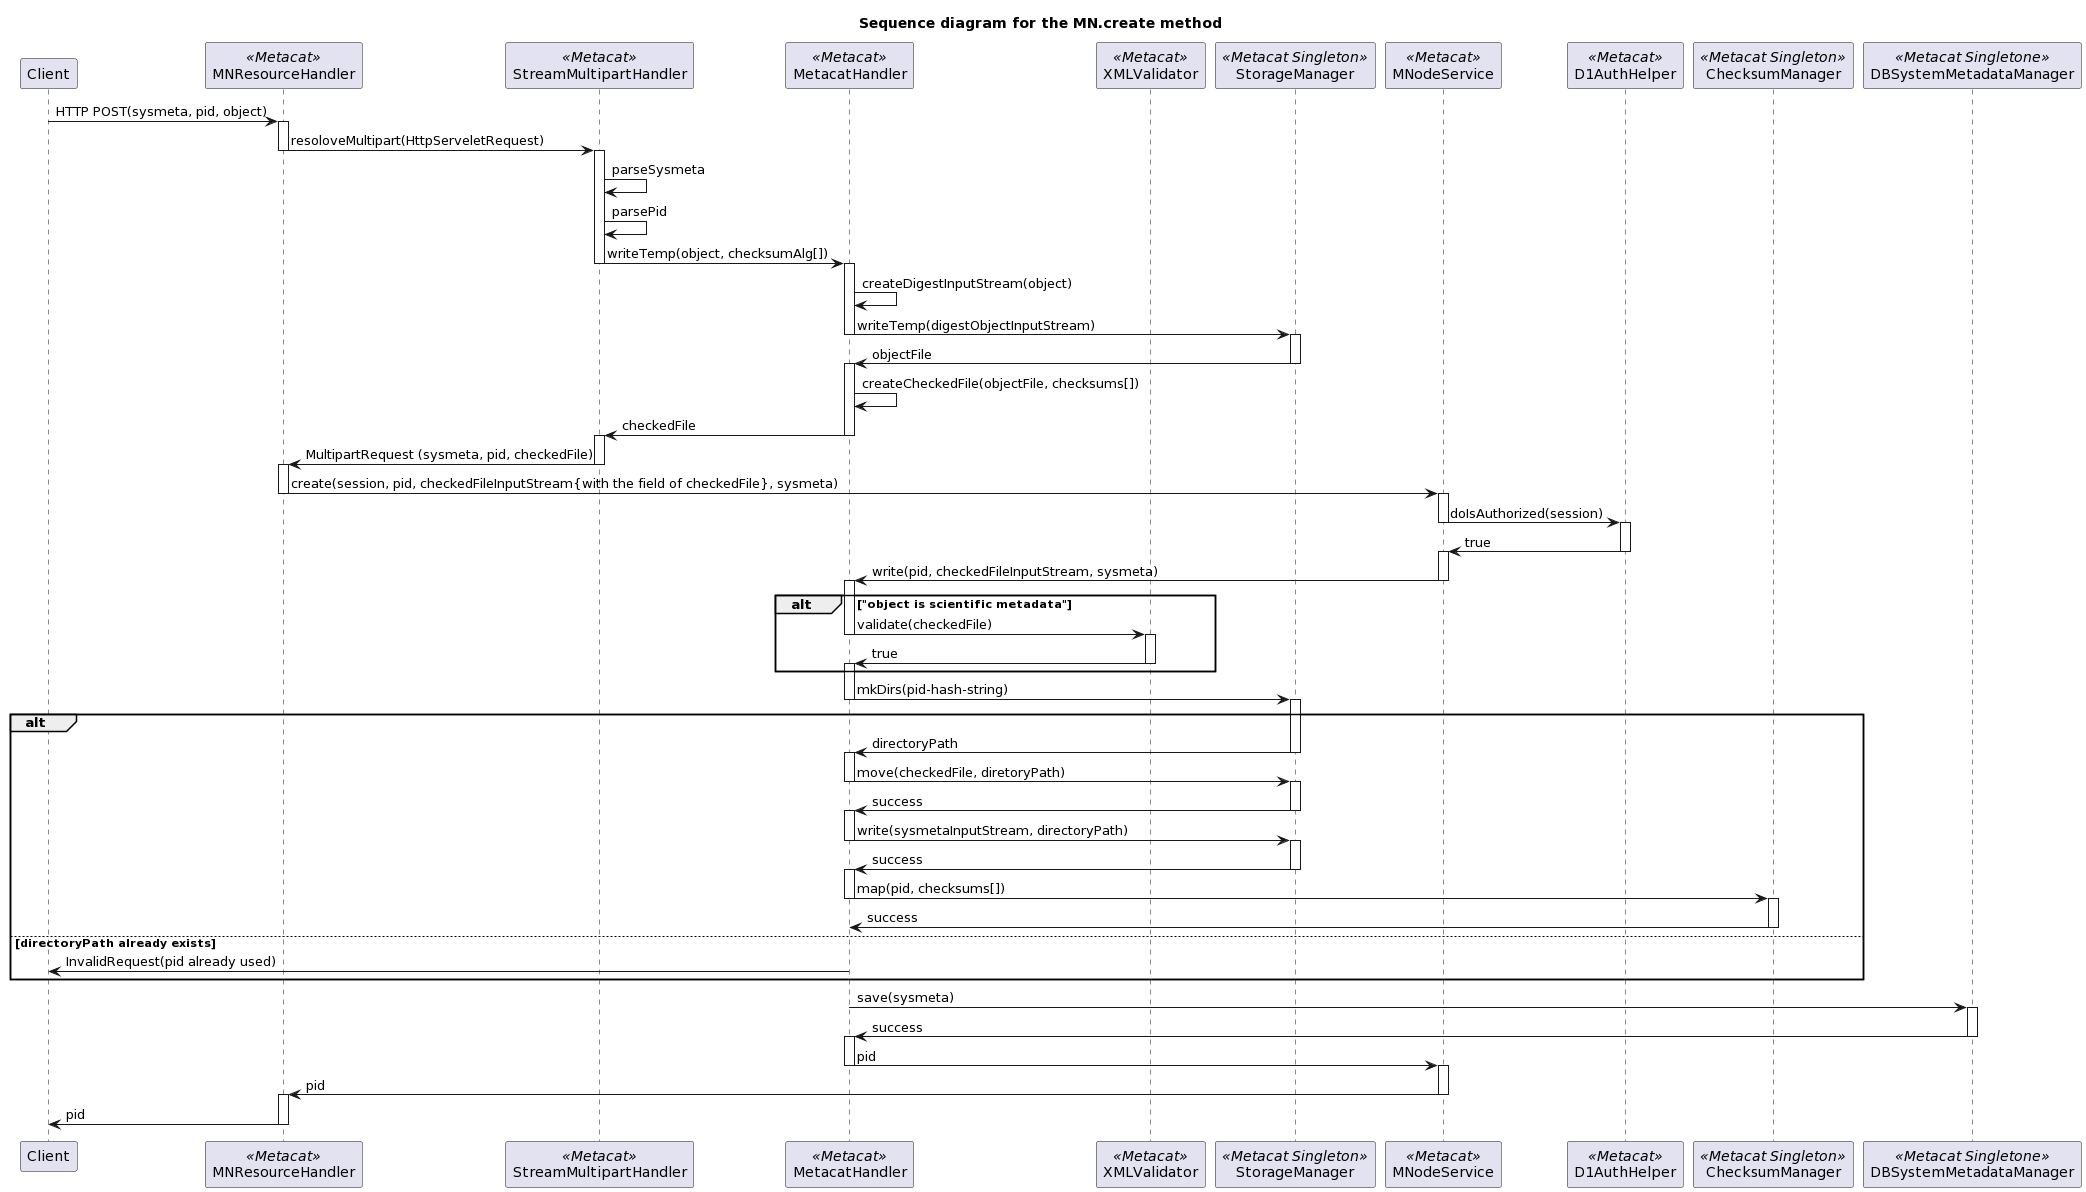 Sequence diagram for the MN.create method
Client
«Metacat»
MNResourceHandler
«Metacat»
StreamMultipartHandler
«Metacat»
MetacatHandler
«Metacat»
XMLValidator
«Metacat Singleton»
StorageManager
«Metacat»
MNodeService
«Metacat»
D1AuthHelper
«Metacat Singleton»
ChecksumManager
«Metacat Singletone»
DBSystemMetadataManager
HTTP POST(sysmeta, pid, object)
resoloveMultipart(HttpServeletRequest)
parseSysmeta
parsePid
writeTemp(object, checksumAlg[])
createDigestInputStream(object)
writeTemp(digestObjectInputStream)
objectFile
createCheckedFile(objectFile, checksums[])
checkedFile
MultipartRequest (sysmeta, pid, checkedFile)
create(session, pid, checkedFileInputStream{with the field of checkedFile}, sysmeta)
doIsAuthorized(session)
true
write(pid, checkedFileInputStream, sysmeta)
alt ["object is scientific metadata"]
validate(checkedFile)
true
mkDirs(pid-hash-string)
alt
directoryPath
move(checkedFile, diretoryPath)
success
write(sysmetaInputStream, directoryPath)
success
map(pid, checksums[])
success
[directoryPath already exists]
InvalidRequest(pid already used)
save(sysmeta)
success
pid
pid
pid
Client
«Metacat»
MNResourceHandler
«Metacat»
StreamMultipartHandler
«Metacat»
MetacatHandler
«Metacat»
XMLValidator
«Metacat Singleton»
StorageManager
«Metacat»
MNodeService
«Metacat»
D1AuthHelper
«Metacat Singleton»
ChecksumManager
«Metacat Singletone»
DBSystemMetadataManager